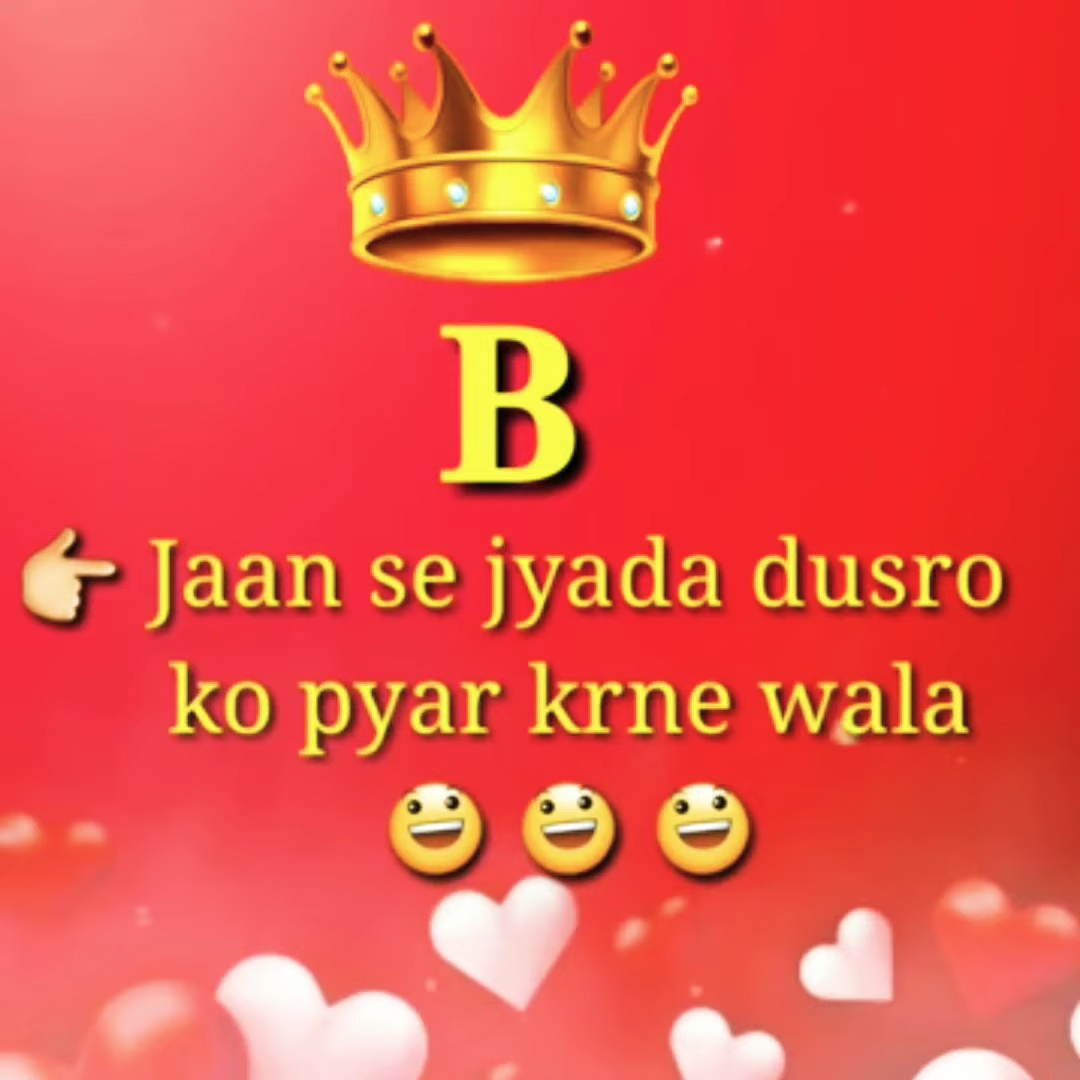 B
👉 Jaan se jyada dusro
ko pyar krne wala
😃 😃 😃